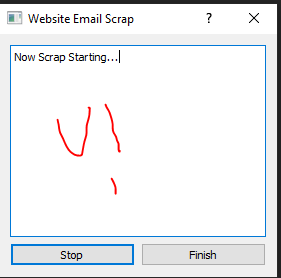 Website Email Scrap
?
Now Scrap Starting...
Stop Finish